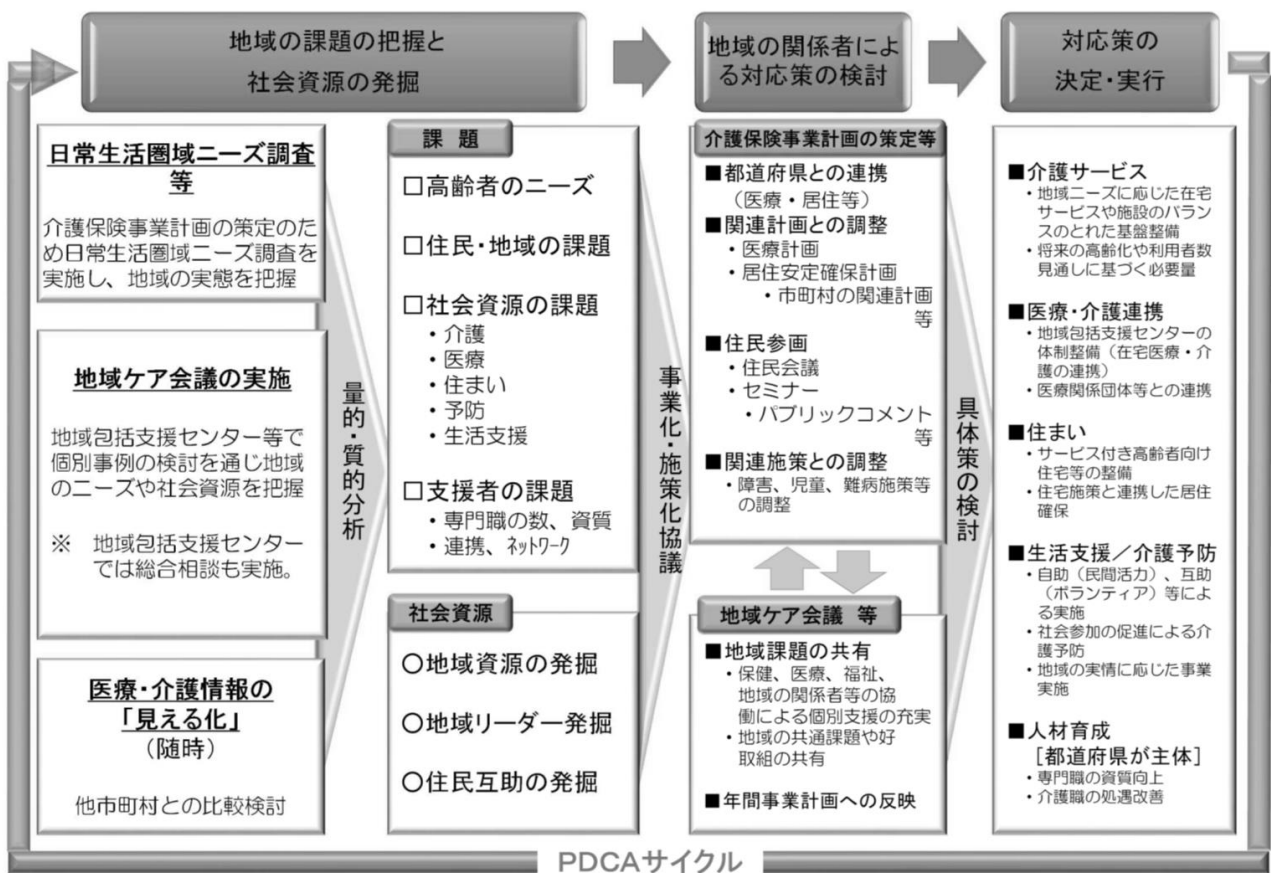 地域の課題の把握と
社会資源の発掘
地域の関係者によ
る対応策の検討
対応策の
決定・実行
日常生活圏域ニーズ調査
等
介護保険事業計画の策定のた
め日常生活圏域ニーズ調査を
実施し、地域の実態を把握
地域ケア会議の実施
地域包括支援センター等で
個別事例の検討を通じ地域
のニーズや社会資源を把握
※ 地域包括支援センター
では総合相談も実施。
医療・介護情報の
「見える化」
（随時）
他市町村との比較検討
量的・質的分析
課 題
□高齢者のニーズ
□住民・地域の課題
□社会資源の課題
・介護
・医療
・住まい
・予防
・生活支援
□支援者の課題
・専門職の数、資質
・連携、ﾈｯﾄﾜｰｸ
社会資源
○地域資源の発掘
○地域リーダー発掘
○住民互助の発掘
事業化・施策化協議
介護保険事業計画の策定等
■都道府県との連携
（医療・居住等）
■関連計画との調整
・医療計画
・居住安定確保計画
・市町村の関連計画
等
■住民参画
・住民会議
・セミナー
・パブリックコメント
等
■関連施策との調整
・障害、児童、難病施策等
の調整
地域ケア会議 等
■地域課題の共有
・保健、医療、福祉、
地域の関係者等の協
働による個別支援の充実
・地域の共通課題や好
取組の共有
■年間事業計画への反映
具体策の検討
■介護サービス
・地域ニーズに応じた在宅
サービスや施設のバラン
スのとれた基盤整備
・将来の高齢化や利用者数
見通しに基づく必要量
■医療・介護連携
・地域包括支援センターの
体制整備（在宅医療・介
護の連携）
・医療関係団体等との連携
■住まい
・サービス付き高齢者向け
住宅等の整備
・住宅施策と連携した居住
確保
■生活支援／介護予防
・自助（民間活力）、互助
（ボランティア）等によ
る実施
・社会参加の促進による介
護予防
・地域の実情に応じた事業
実施
■人材育成
［都道府県が主体］
・専門職の資質向上
・介護職の処遇改善
PDCAサイクル